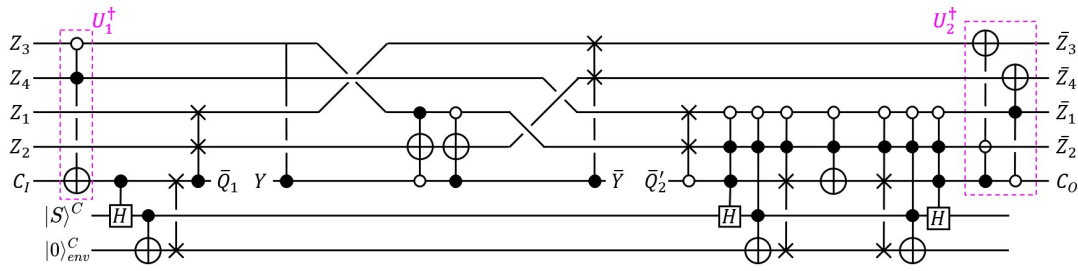 U₁† U₂†
Z₃ Z̄₃
Z₄ Z̄₄
Z₁ Z̄₁
Z₂ Z̄₂
C_I Q̄₁ Y Ȳ Q̄₂′ C_O
|S⟩^C H H H
|0⟩^C_env